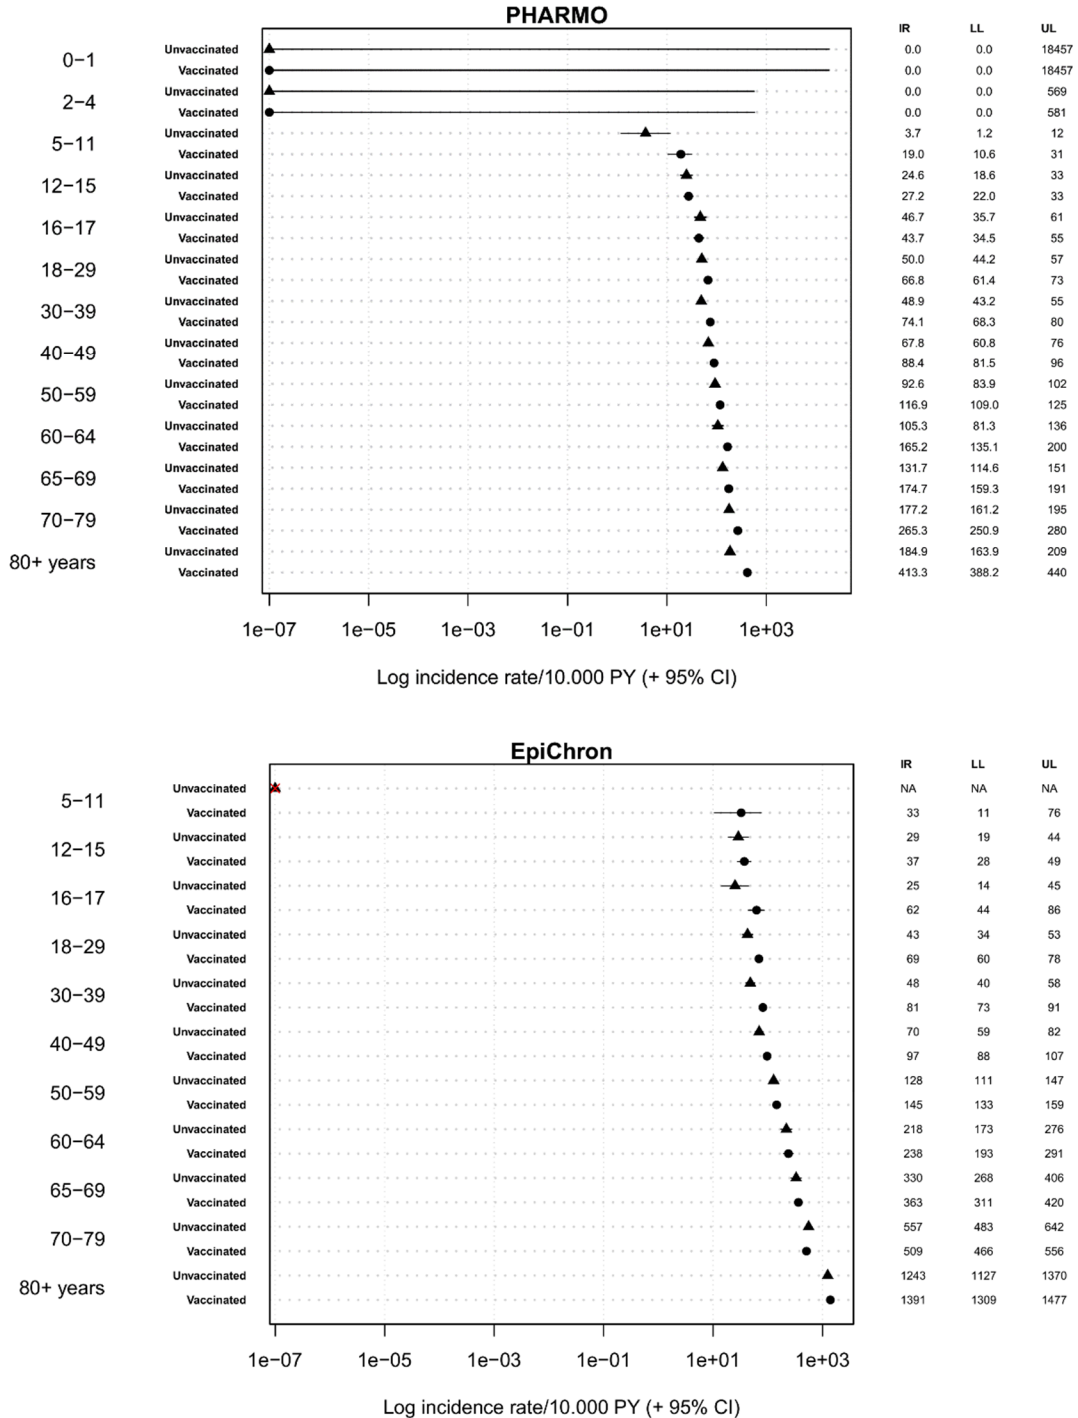 PHARMO
IR LL UL
0−1
Unvaccinated 0.0 0.0 18457
Vaccinated 0.0 0.0 18457
2−4
Unvaccinated 0.0 0.0 569
Vaccinated 0.0 0.0 581
5−11
Unvaccinated 3.7 1.2 12
Vaccinated 19.0 10.6 31
12−15
Unvaccinated 24.6 18.6 33
Vaccinated 27.2 22.0 33
16−17
Unvaccinated 46.7 35.7 61
Vaccinated 43.7 34.5 55
18−29
Unvaccinated 50.0 44.2 57
Vaccinated 66.8 61.4 73
30−39
Unvaccinated 48.9 43.2 55
Vaccinated 74.1 68.3 80
40−49
Unvaccinated 67.8 60.8 76
Vaccinated 88.4 81.5 96
50−59
Unvaccinated 92.6 83.9 102
Vaccinated 116.9 109.0 125
60−64
Unvaccinated 105.3 81.3 136
Vaccinated 165.2 135.1 200
65−69
Unvaccinated 131.7 114.6 151
Vaccinated 174.7 159.3 191
70−79
Unvaccinated 177.2 161.2 195
Vaccinated 265.3 250.9 280
80+ years
Unvaccinated 184.9 163.9 209
Vaccinated 413.3 388.2 440
1e−07 1e−05 1e−03 1e−01 1e+01 1e+03
Log incidence rate/10.000 PY (+ 95% CI)
EpiChron
IR LL UL
5−11
Unvaccinated NA NA NA
Vaccinated 33 11 76
12−15
Unvaccinated 29 19 44
Vaccinated 37 28 49
16−17
Unvaccinated 25 14 45
Vaccinated 62 44 86
18−29
Unvaccinated 43 34 53
Vaccinated 69 60 78
30−39
Unvaccinated 48 40 58
Vaccinated 81 73 91
40−49
Unvaccinated 70 59 82
Vaccinated 97 88 107
50−59
Unvaccinated 128 111 147
Vaccinated 145 133 159
60−64
Unvaccinated 218 173 276
Vaccinated 238 193 291
65−69
Unvaccinated 330 268 406
Vaccinated 363 311 420
70−79
Unvaccinated 557 483 642
Vaccinated 509 466 556
80+ years
Unvaccinated 1243 1127 1370
Vaccinated 1391 1309 1477
1e−07 1e−05 1e−03 1e−01 1e+01 1e+03
Log incidence rate/10.000 PY (+ 95% CI)